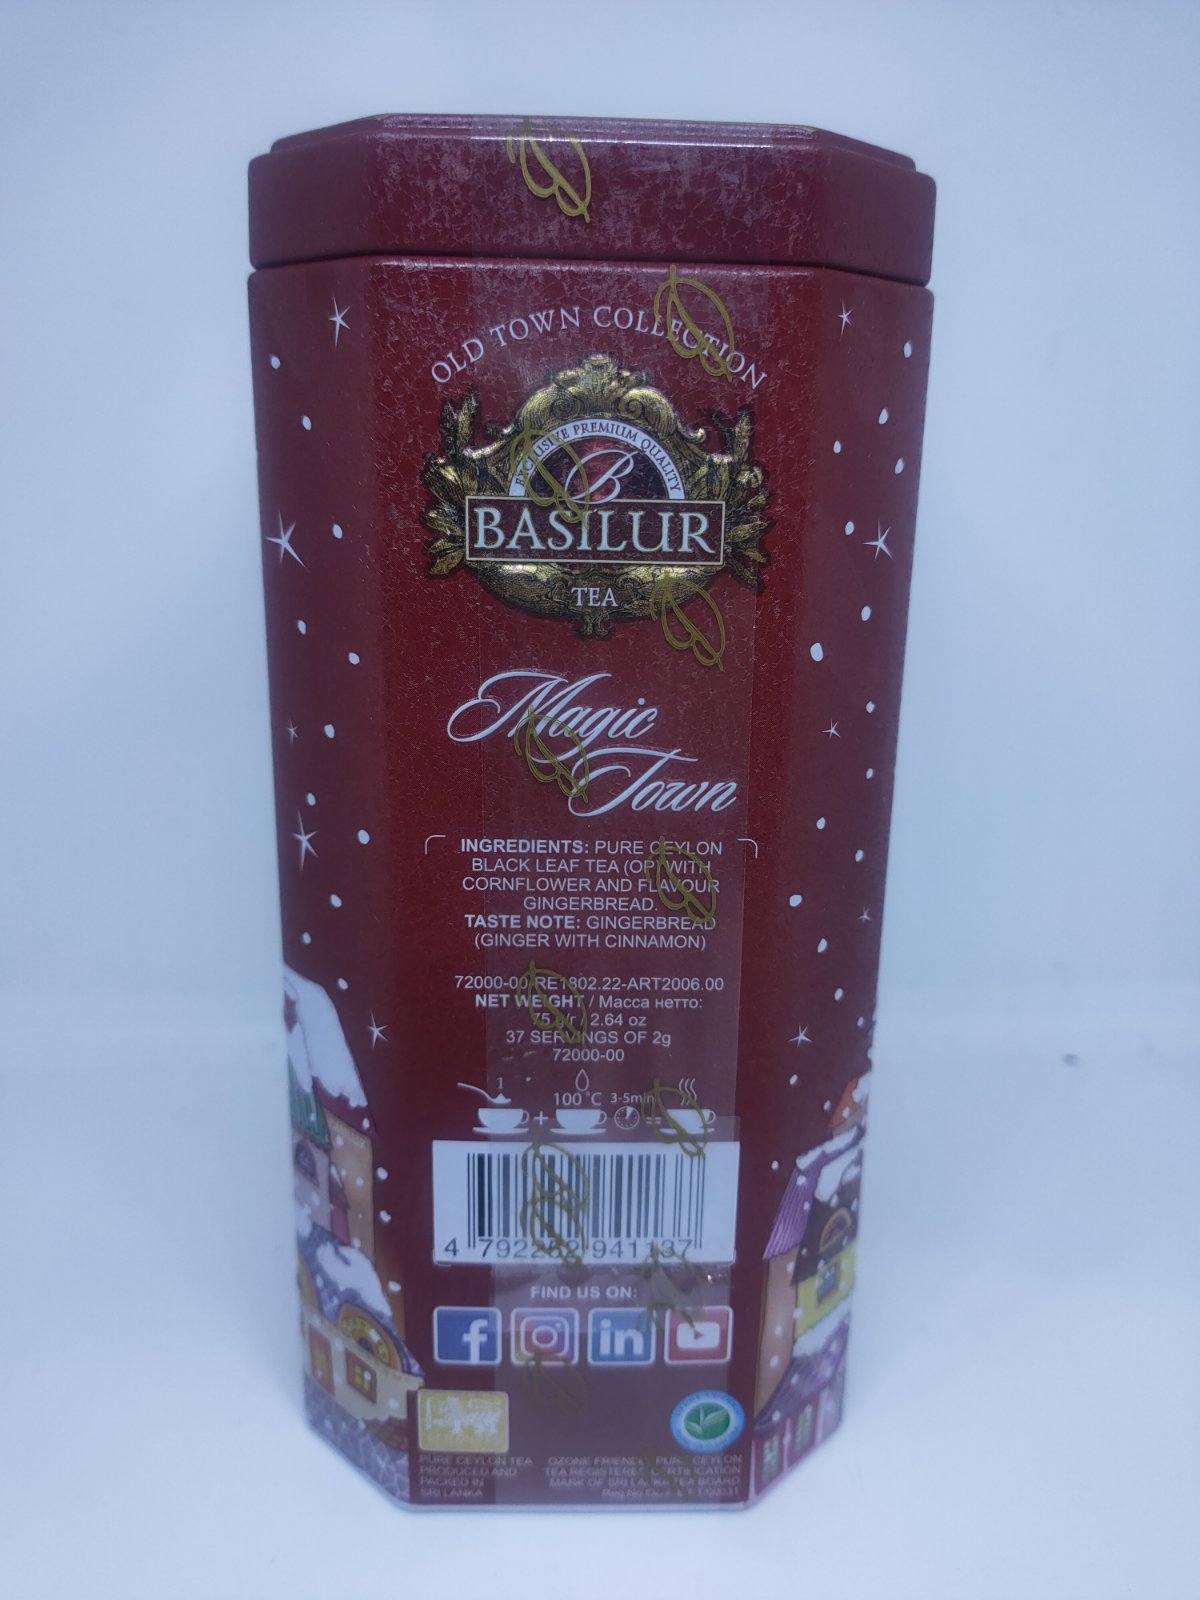 OLD TOWN COLLECTION
EXCLUSIVE PREMIUM QUALITY
B
BASILUR
TEA
Magic
Town
INGREDIENTS: PURE CEYLON
BLACK LEAF TEA (OP) WITH
CORNFLOWER AND FLAVOUR
GINGERBREAD.
TASTE NOTE: GINGERBREAD
(GINGER WITH CINNAMON)
72000-00/RE1802.22-ART2006.00
NET WEIGHT / Масса нетто:
75 g/г / 2.64 oz
37 SERVINGS OF 2g
72000-00
1 100°C 3-5min
4 792252 941137
FIND US ON:
f in
PURE CEYLON TEA
PRODUCED AND
PACKED IN
SRI LANKA
OZONE FRIENDLY PURE CEYLON
TEA REGISTERED CERTIFICATION
MARK OF SRI LANKA TEA BOARD